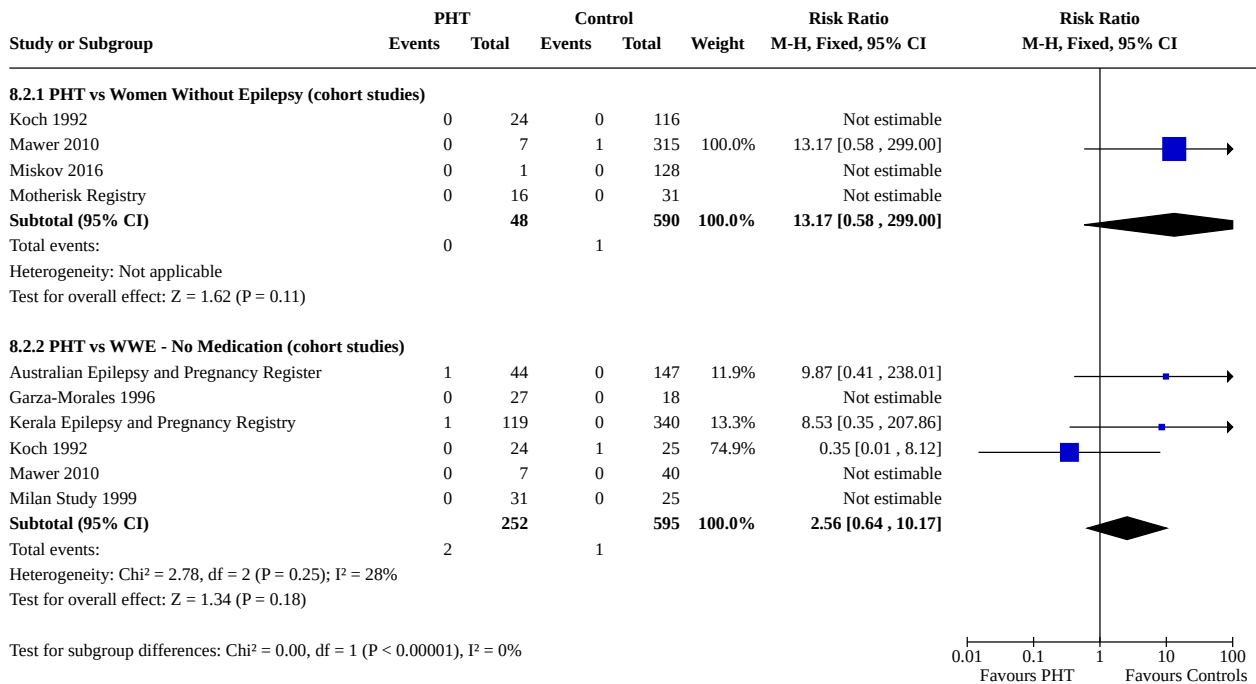 PHT Control Risk Ratio Risk Ratio
Study or Subgroup Events Total Events Total Weight M-H, Fixed, 95% CI M-H, Fixed, 95% CI
8.2.1 PHT vs Women Without Epilepsy (cohort studies)
Koch 1992 0 24 0 116 Not estimable
Mawer 2010 0 7 1 315 100.0% 13.17 [0.58 , 299.00]
Miskov 2016 0 1 0 128 Not estimable
Motherisk Registry 0 16 0 31 Not estimable
Subtotal (95% CI) 48 590 100.0% 13.17 [0.58 , 299.00]
Total events: 0 1
Heterogeneity: Not applicable
Test for overall effect: Z = 1.62 (P = 0.11)
8.2.2 PHT vs WWE - No Medication (cohort studies)
Australian Epilepsy and Pregnancy Register 1 44 0 147 11.9% 9.87 [0.41 , 238.01]
Garza-Morales 1996 0 27 0 18 Not estimable
Kerala Epilepsy and Pregnancy Registry 1 119 0 340 13.3% 8.53 [0.35 , 207.86]
Koch 1992 0 24 1 25 74.9% 0.35 [0.01 , 8.12]
Mawer 2010 0 7 0 40 Not estimable
Milan Study 1999 0 31 0 25 Not estimable
Subtotal (95% CI) 252 595 100.0% 2.56 [0.64 , 10.17]
Total events: 2 1
Heterogeneity: Chi² = 2.78, df = 2 (P = 0.25); I² = 28%
Test for overall effect: Z = 1.34 (P = 0.18)
Test for subgroup differences: Chi² = 0.00, df = 1 (P < 0.00001), I² = 0%
0.01 0.1 1 10 100
Favours PHT Favours Controls